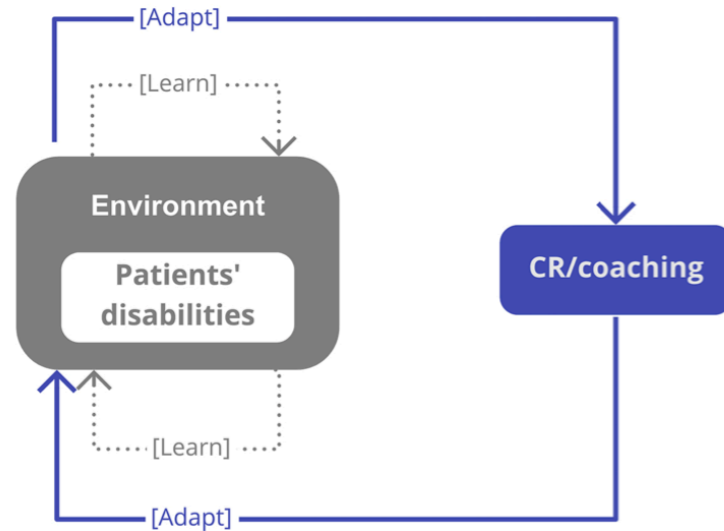 [Adapt]
[Learn]
Environment
Patients'
disabilities
CR/coaching
[Learn]
[Adapt]